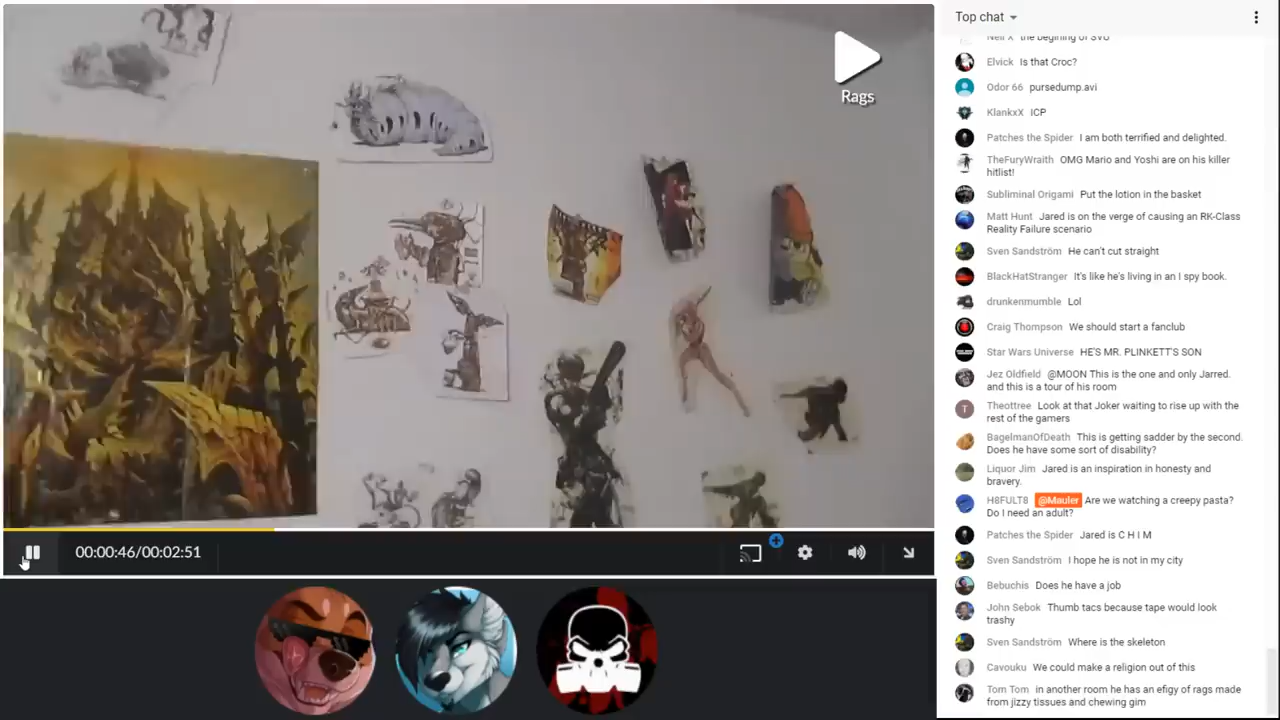 Rags
00:00:46/00:02:51
Top chat
Neil X the begining of SVU
Elvick Is that Croc?
Odor 66 pursedump.avi
KlankxX ICP
Patches the Spider I am both terrified and delighted.
TheFuryWraith OMG Mario and Yoshi are on his killer
hitlist!
Subliminal Origami Put the lotion in the basket
Matt Hunt Jared is on the verge of causing an RK-Class
Reality Failure scenario
Sven Sandström He can't cut straight
BlackHatStranger It's like he's living in an I spy book.
drunkenmumble Lol
Craig Thompson We should start a fanclub
Star Wars Universe HE'S MR. PLINKETT'S SON
Jez Oldfield @MOON This is the one and only Jarred.
and this is a tour of his room
T
Theottree Look at that Joker waiting to rise up with the
rest of the gamers
BagelmanOfDeath This is getting sadder by the second.
Does he have some sort of disability?
Liquor Jim Jared is an inspiration in honesty and
bravery.
H8FULT8 @Mauler Are we watching a creepy pasta?
Do I need an adult?
Patches the Spider Jared is C H I M
Sven Sandström I hope he is not in my city
Bebuchis Does he have a job
John Sebok Thumb tacs because tape would look
trashy
Sven Sandström Where is the skeleton
Cavouku We could make a religion out of this
Tom Tom in another room he has an efigy of rags made
from jizzy tissues and chewing gim